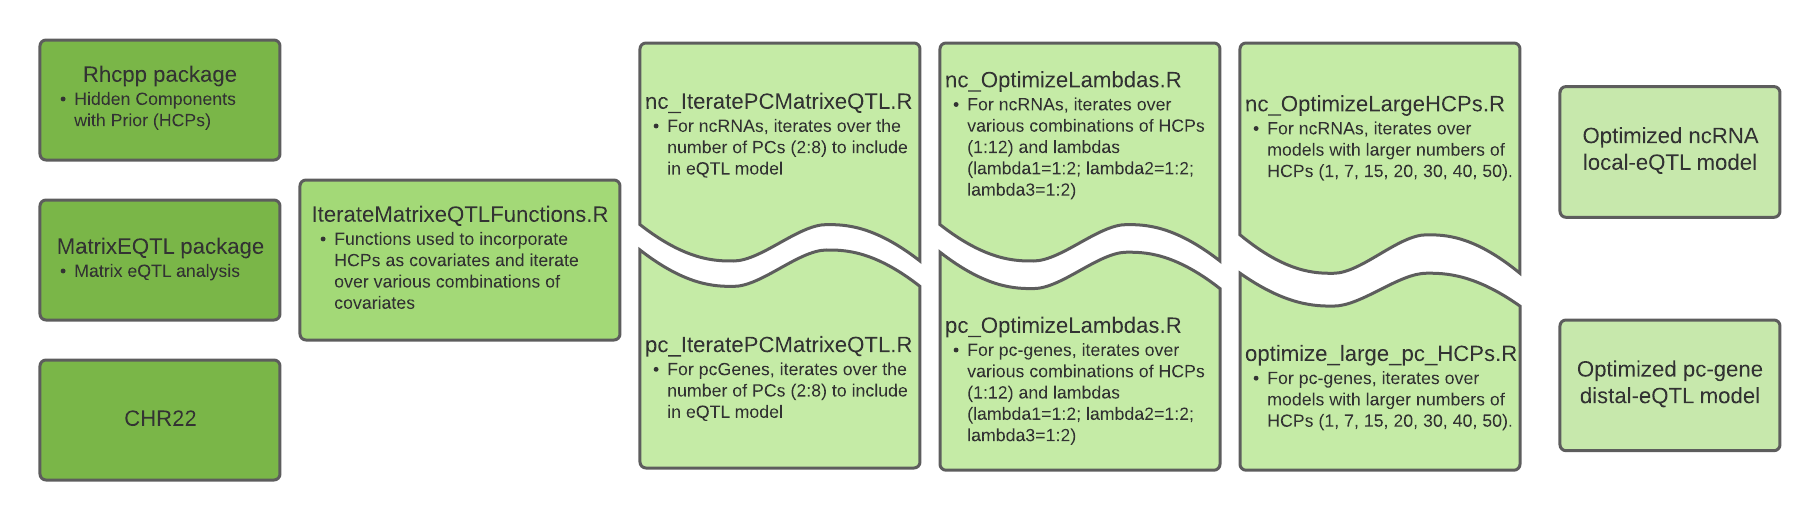 Rhcpp package
• Hidden Components
with Prior (HCPs)
MatrixEQTL package
• Matrix eQTL analysis
CHR22
IterateMatrixeQTLFunctions.R
• Functions used to incorporate
HCPs as covariates and iterate
over various combinations of
covariates
nc_IteratePCMatrixeQTL.R
• For ncRNAs, iterates over the
number of PCs (2:8) to include
in eQTL model
pc_IteratePCMatrixeQTL.R
• For pcGenes, iterates over the
number of PCs (2:8) to include
in eQTL model
nc_OptimizeLambdas.R
• For ncRNAs, iterates over
various combinations of HCPs
(1:12) and lambdas
(lambda1=1:2; lambda2=1:2;
lambda3=1:2)
pc_OptimizeLambdas.R
• For pc-genes, iterates over
various combinations of HCPs
(1:12) and lambdas
(lambda1=1:2; lambda2=1:2;
lambda3=1:2)
nc_OptimizeLargeHCPs.R
• For ncRNAs, iterates over
models with larger numbers of
HCPs (1, 7, 15, 20, 30, 40, 50).
optimize_large_pc_HCPs.R
• For pc-genes, iterates over
models with larger numbers of
HCPs (1, 7, 15, 20, 30, 40, 50).
Optimized ncRNA
local-eQTL model
Optimized pc-gene
distal-eQTL model